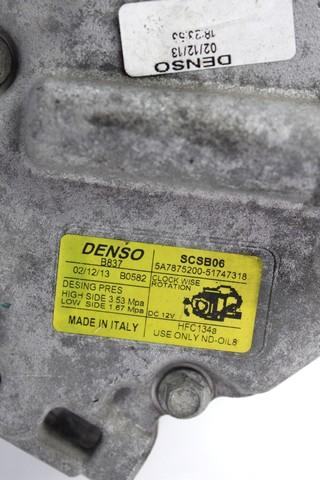 DENSO
02/12/13
18:23:53
DENSO
B837
02/12/13 B0582
DESING PRES
HIGH SIDE 3.53 Mpa
LOW SIDE 1.67 Mpa
MADE IN ITALY
SCSB06
5A7875200-51747318
CLOCK WISE
ROTATION
DC 12V
HFC134a
USE ONLY ND-OIL8